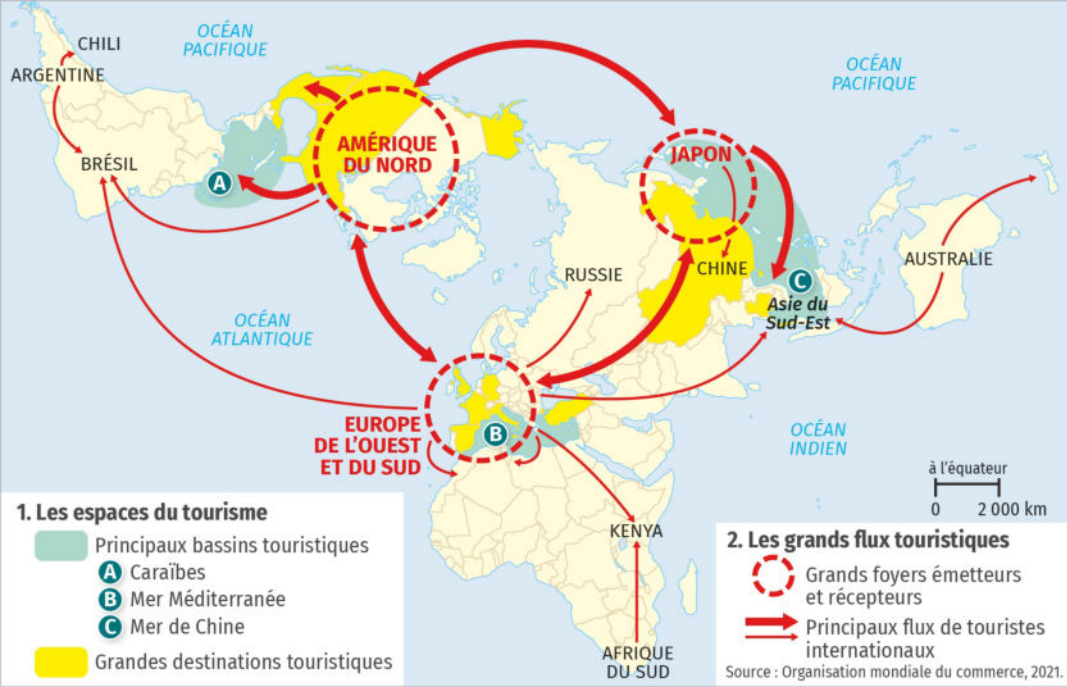 OCÉAN
PACIFIQUE
CHILI
ARGENTINE
BRÉSIL
A
AMÉRIQUE
DU NORD
OCÉAN
PACIFIQUE
JAPON
CHINE
RUSSIE
C
Asie du
Sud-Est
AUSTRALIE
OCÉAN
ATLANTIQUE
EUROPE
DE L'OUEST
ET DU SUD
B
OCÉAN
INDIEN
KENYA
AFRIQUE
DU SUD
à l'équateur
0 2 000 km
1. Les espaces du tourisme
Principaux bassins touristiques
A Caraïbes
B Mer Méditerranée
C Mer de Chine
Grandes destinations touristiques
2. Les grands flux touristiques
Grands foyers émetteurs
et récepteurs
Principaux flux de touristes
internationaux
Source : Organisation mondiale du commerce, 2021.